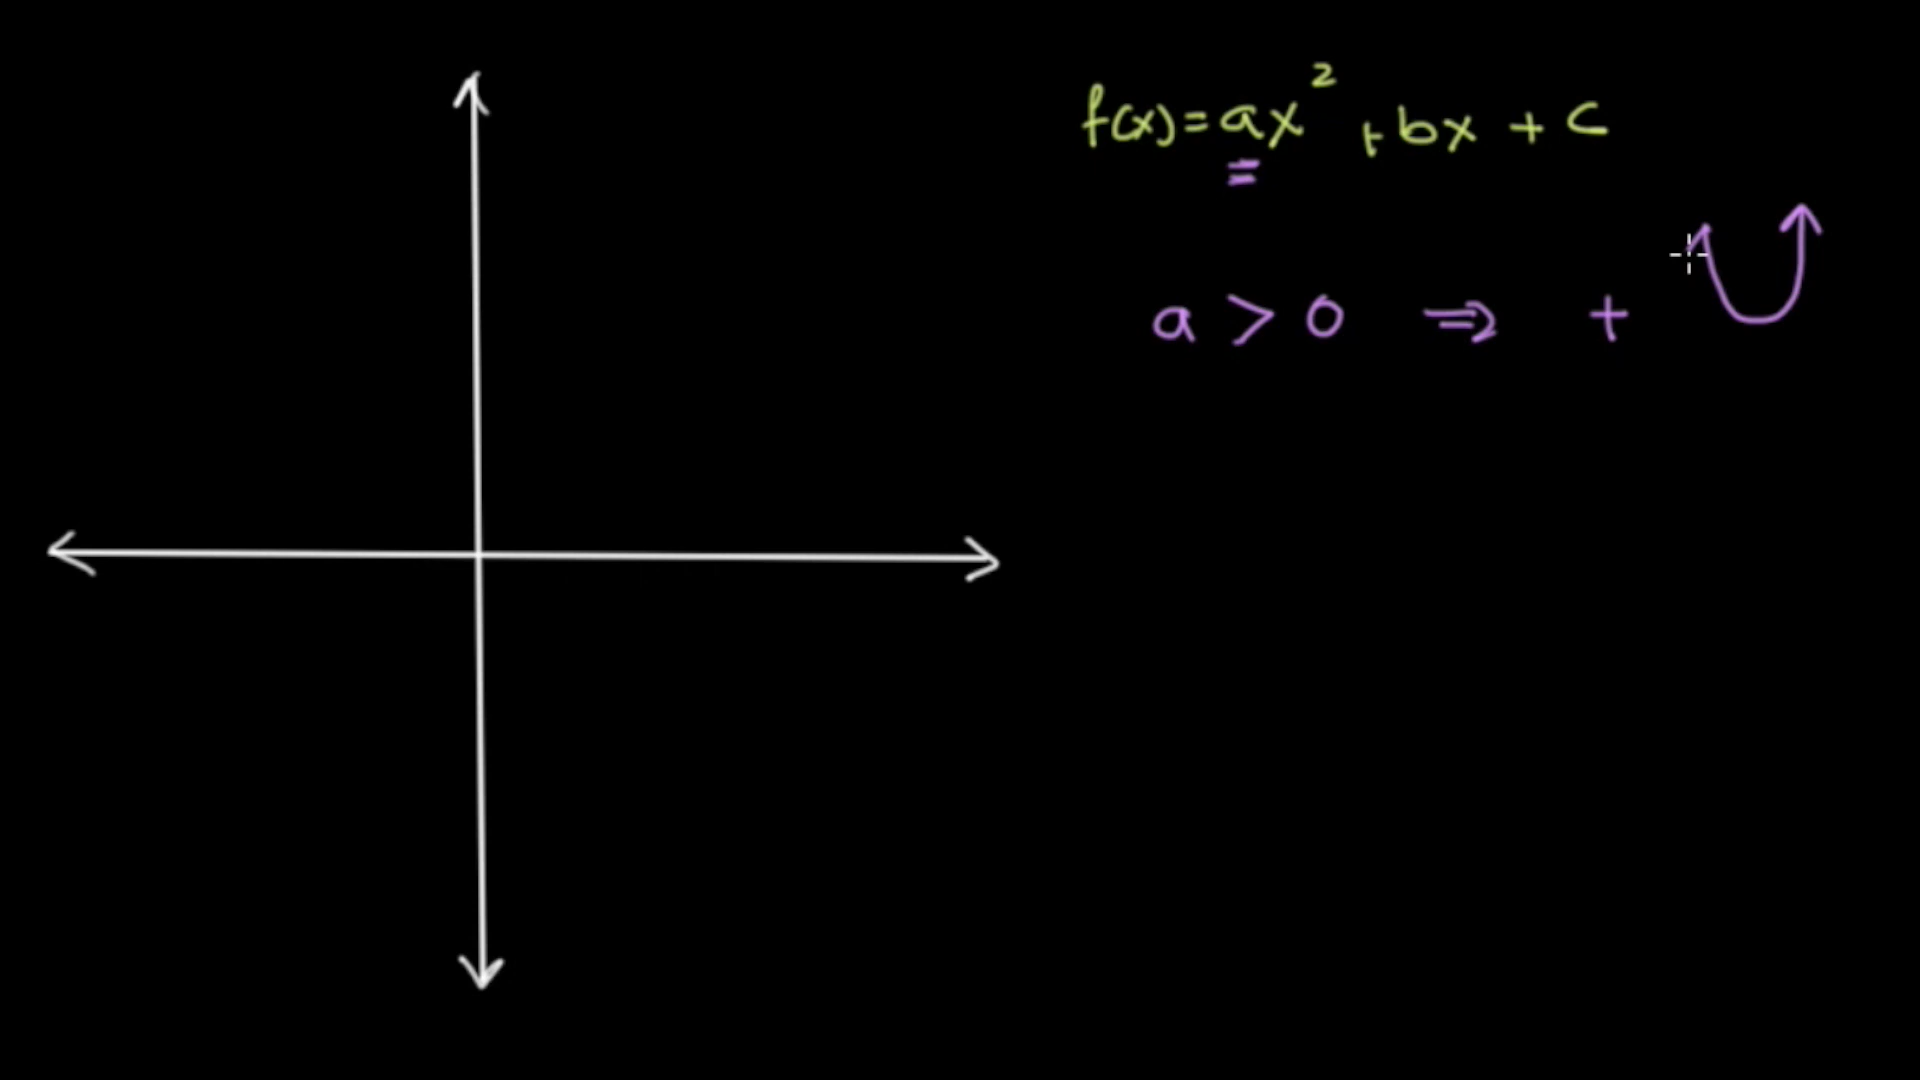 f(x) = ax² + bx + c
a > 0 ⇒ +